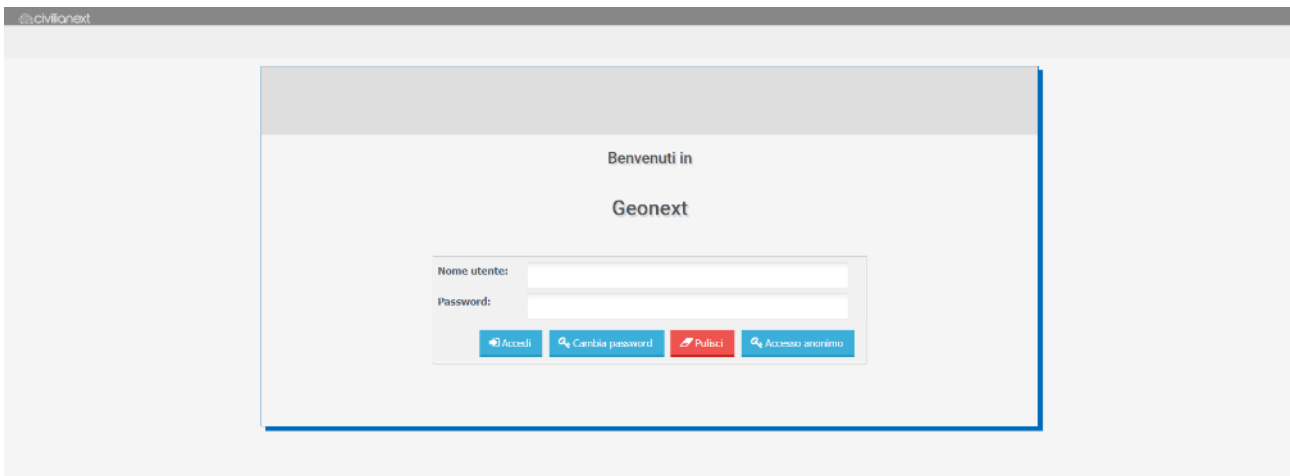 civilianext
Benvenuti in
Geonext
Nome utente:
Password:
Accedi Cambia password Pulisci Accesso anonimo